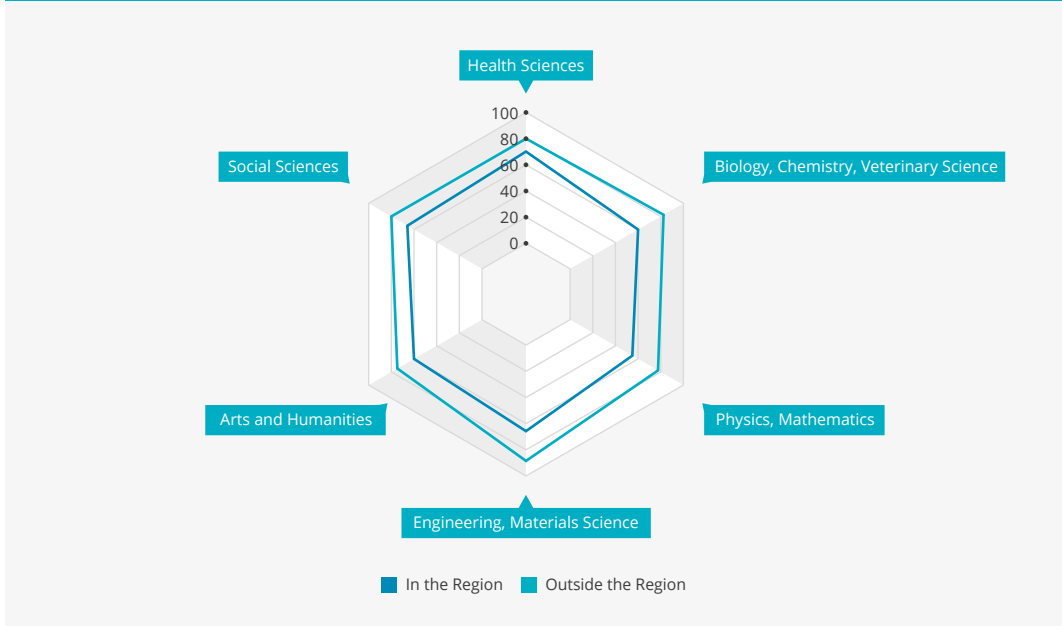 Health Sciences
100
80
60
40
20
0
Social Sciences
Biology, Chemistry, Veterinary Science
Arts and Humanities
Physics, Mathematics
Engineering, Materials Science
In the Region
Outside the Region